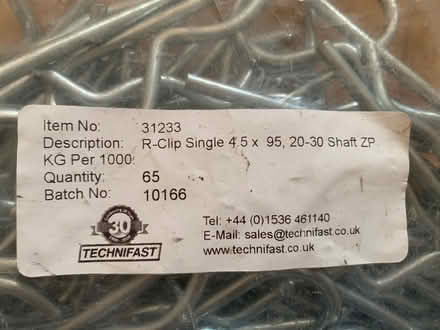 Item No: 31233
Description: R-Clip Single 4.5 x 95, 20-30 Shaft ZP
KG Per 1000:
Quantity: 65
Batch No: 10166
30
TECHNIFAST
Tel: +44 (0)1536 461140
E-Mail: sales@technifast.co.uk
www.technifast.co.uk